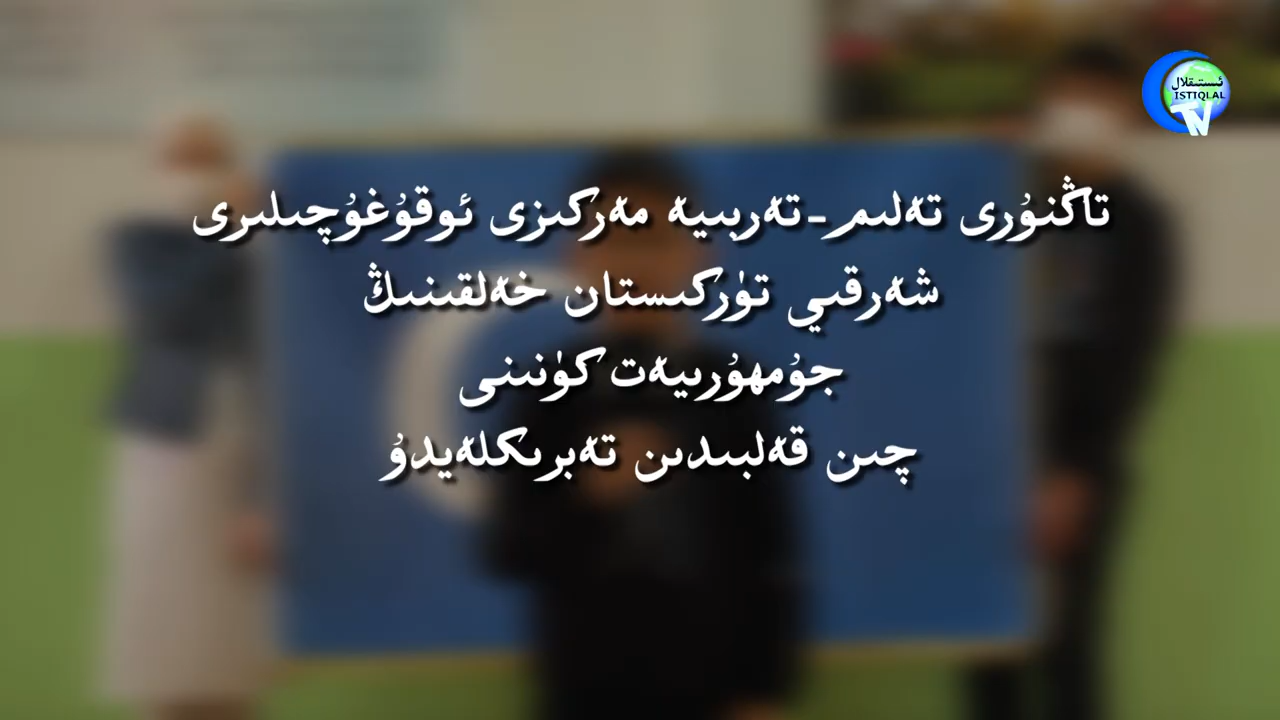 ئىستىقلال
ISTIQLAL
TV
تاڭنۇرى تەلىم-تەربىيە مەركىزى ئوقۇغۇچىلىرى
شەرقىي تۈركىستان خەلقىنىڭ
جۇمھۇرىيەت كۈنىنى
چىن قەلبىدىن تەبرىكلەيدۇ